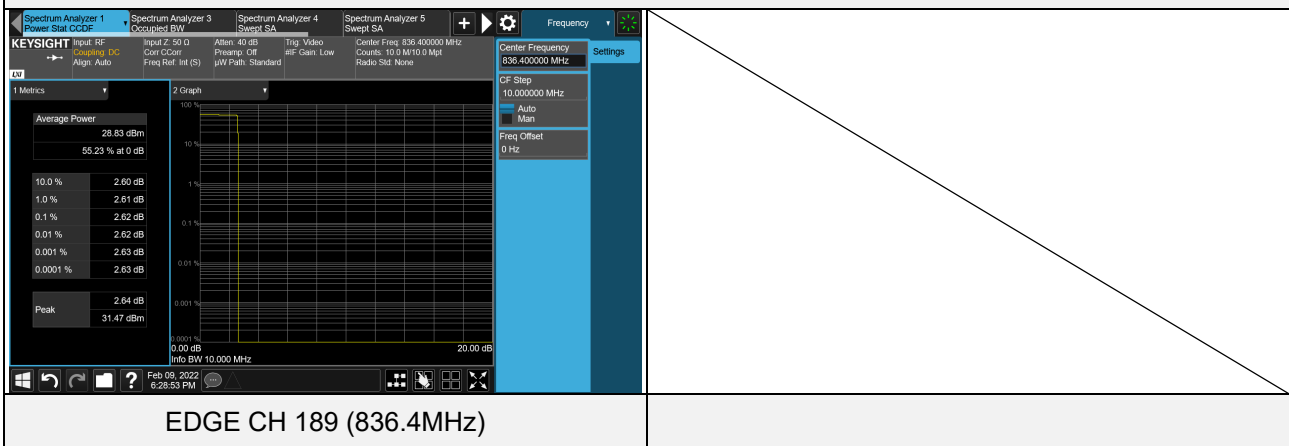 Spectrum Analyzer 1
Power Stat CCDF
Spectrum Analyzer 3
Occupied BW
Spectrum Analyzer 4
Swept SA
Spectrum Analyzer 5
Swept SA
Frequency
KEYSIGHT
Input: RF
Coupling: DC
Align: Auto
Input Z: 50 Ω
Corr CCorr
Freq Ref: Int (S)
Atten: 40 dB
Preamp: Off
µW Path: Standard
Trig: Video
#IF Gain: Low
Center Freq: 836.400000 MHz
Counts: 10.0 M/10.0 Mpt
Radio Std: None
LXI
Center Frequency
836.400000 MHz
Settings
CF Step
10.000000 MHz
Auto
Man
Freq Offset
0 Hz
1 Metrics
Average Power
28.83 dBm
55.23 % at 0 dB
10.0 % 2.60 dB
1.0 % 2.61 dB
0.1 % 2.62 dB
0.01 % 2.62 dB
0.001 % 2.63 dB
0.0001 % 2.63 dB
Peak 2.64 dB
31.47 dBm
2 Graph
100 %
10 %
1 %
0.1 %
0.01 %
0.001 %
0.0001 %
0.00 dB
20.00 dB
Info BW 10.000 MHz
?
Feb 09, 2022
6:28:53 PM
EDGE CH 189 (836.4MHz)